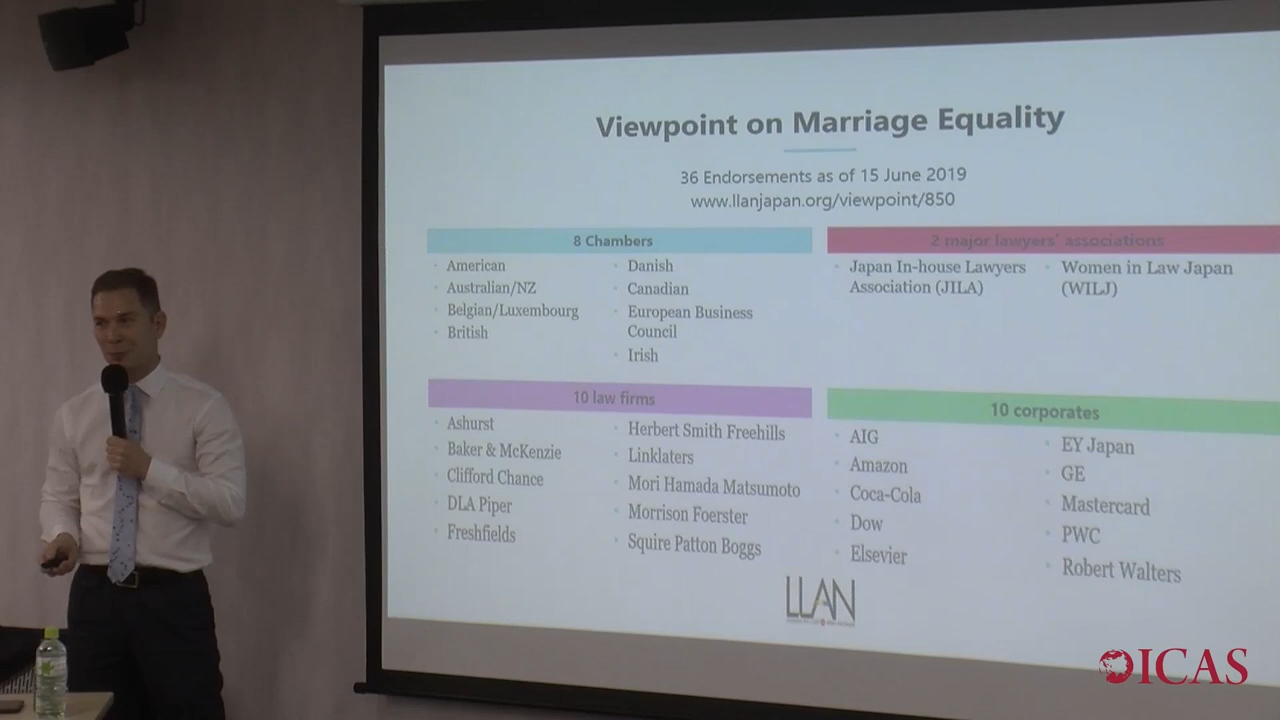 Viewpoint on Marriage Equality
36 Endorsements as of 15 June 2019
www.llanjapan.org/viewpoint/850
8 Chambers
American
Australian/NZ
Belgian/Luxembourg
British
Danish
Canadian
European Business
Council
Irish
2 major lawyers' associations
Japan In-house Lawyers
Association (JILA)
Women in Law Japan
(WILJ)
10 law firms
Ashurst
Baker & McKenzie
Clifford Chance
DLA Piper
Freshfields
Herbert Smith Freehills
Linklaters
Mori Hamada Matsumoto
Morrison Foerster
Squire Patton Boggs
10 corporates
AIG
Amazon
Coca-Cola
Dow
Elsevier
EY Japan
GE
Mastercard
PWC
Robert Walters
LLAN
ICAS